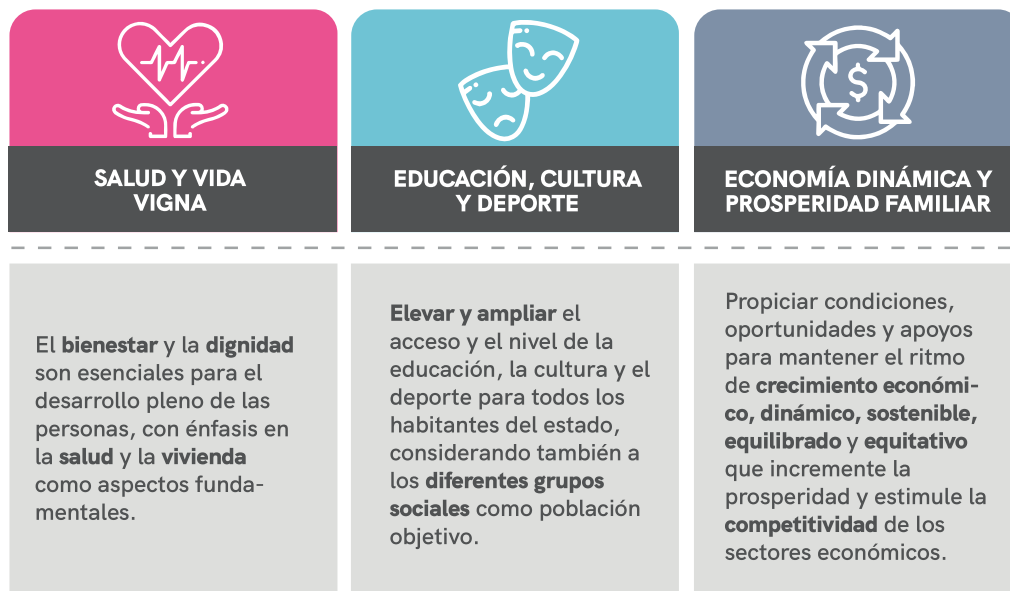 SALUD Y VIDA
VIGNA
El bienestar y la dignidad
son esenciales para el
desarrollo pleno de las
personas, con énfasis en
la salud y la vivienda
como aspectos funda-
mentales.
EDUCACIÓN, CULTURA
Y DEPORTE
Elevar y ampliar el
acceso y el nivel de la
educación, la cultura y el
deporte para todos los
habitantes del estado,
considerando también a
los diferentes grupos
sociales como población
objetivo.
ECONOMÍA DINÁMICA Y
PROSPERIDAD FAMILIAR
$
Propiciar condiciones,
oportunidades y apoyos
para mantener el ritmo
de crecimiento económi-
co, dinámico, sostenible,
equilibrado y equitativo
que incremente la
prosperidad y estimule la
competitividad de los
sectores económicos.